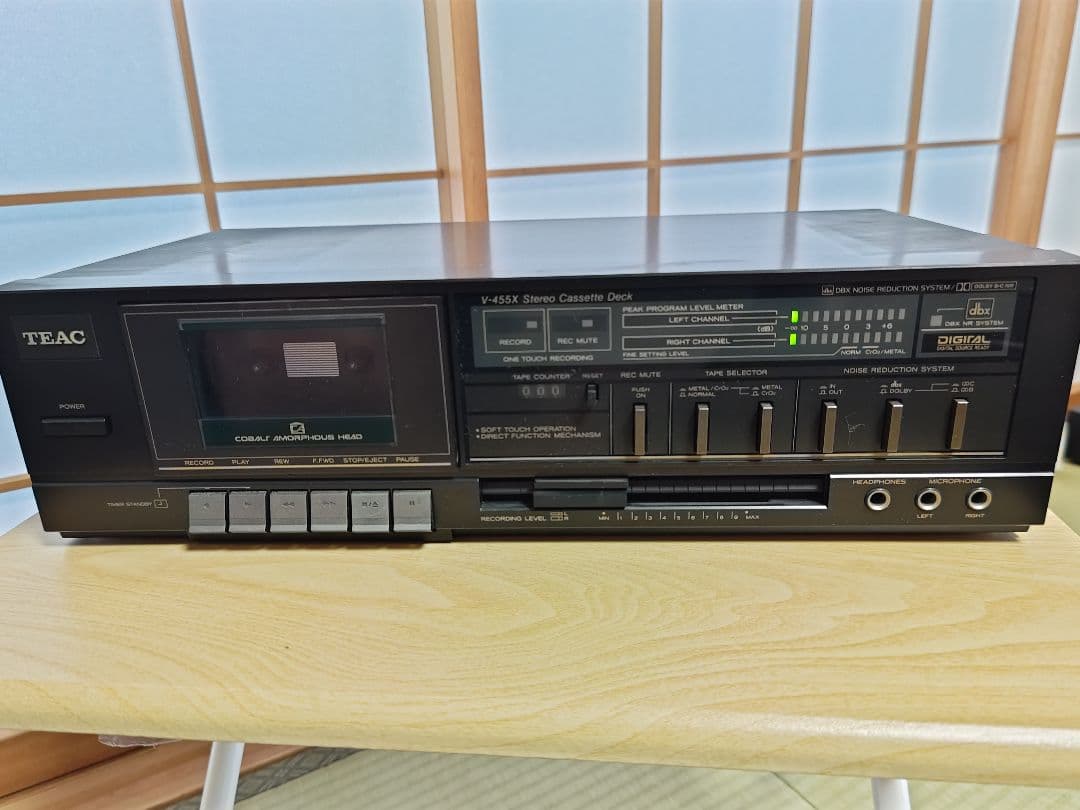 TEAC
POWER
COBALT AMORPHOUS HEAD
RECORD PLAY REW F.FWD STOP/EJECT PAUSE
TIMER STANDBY
V-455X Stereo Cassette Deck
RECORD
REC MUTE
ONE TOUCH RECORDING
PEAK PROGRAM LEVEL METER
LEFT CHANNEL
(dB)
-∞ 10 5 0 3 +6
RIGHT CHANNEL
FINE SETTING LEVEL
NORM CrO2/METAL
dbx DBX NOISE REDUCTION SYSTEM / DOLBY B-C NR
dbx
DBX NR SYSTEM
DIGITAL
DIGITAL SOURCE READY
TAPE COUNTER RESET
000
REC MUTE
PUSH
ON
TAPE SELECTOR
METAL/CrO2
NORMAL
METAL
CrO2
NOISE REDUCTION SYSTEM
IN
OUT
dbx
DOLBY
• SOFT TOUCH OPERATION
• DIRECT FUNCTION MECHANISM
RECORDING LEVEL L R
MIN 1 2 3 4 5 6 7 8 9 MAX
HEADPHONES
MICROPHONE
LEFT
RIGHT